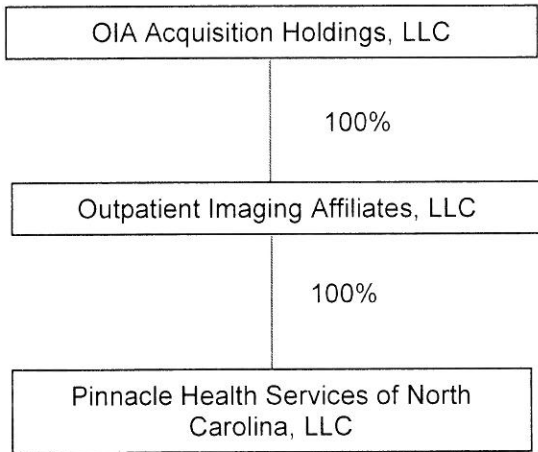 OIA Acquisition Holdings, LLC
100%
Outpatient Imaging Affiliates, LLC
100%
Pinnacle Health Services of North
Carolina, LLC